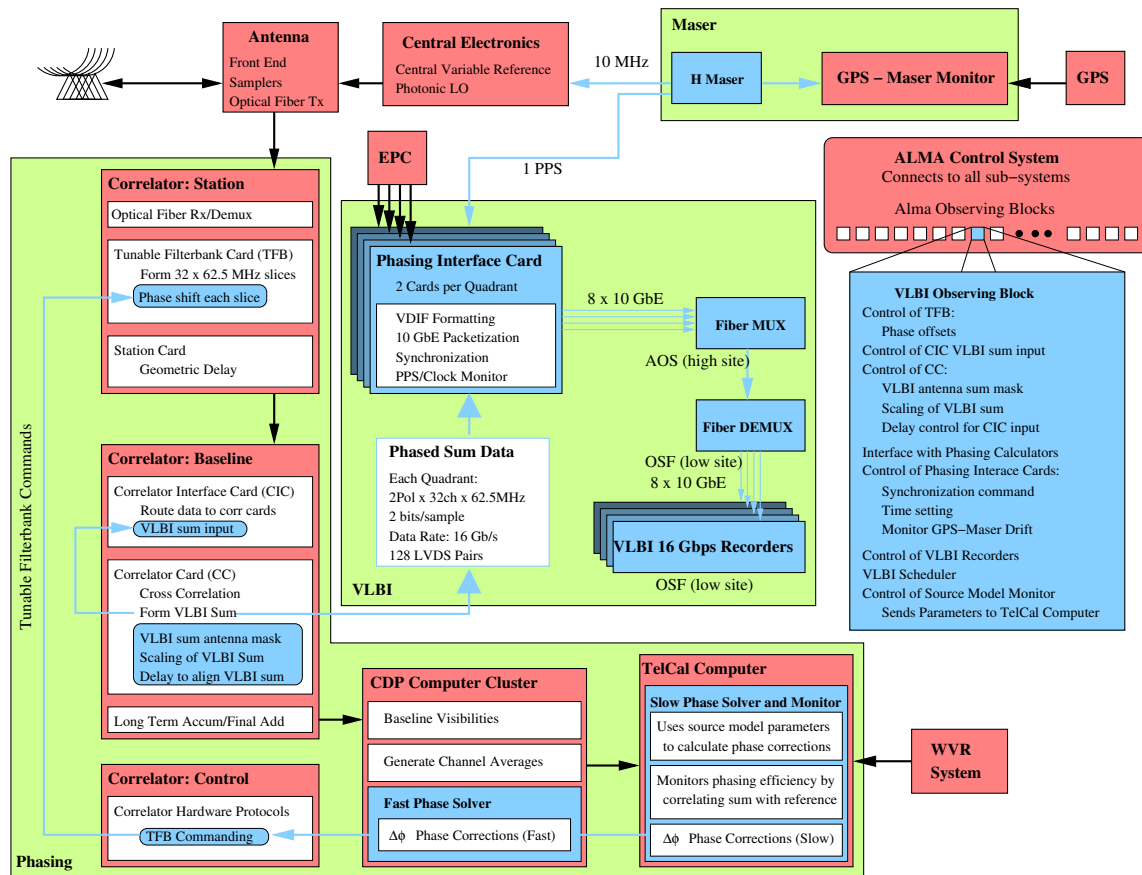 Maser
Antenna
Front End
Samplers
Optical Fiber Tx
Central Electronics
Central Variable Reference
Photonic LO
10 MHz
H Maser
GPS − Maser Monitor
GPS
1 PPS
EPC
ALMA Control System
Connects to all sub−systems
Alma Observing Blocks
VLBI Observing Block
Control of TFB:
Phase offsets
Control of CIC VLBI sum input
Control of CC:
VLBI antenna sum mask
Scaling of VLBI sum
Delay control for CIC input
Interface with Phasing Calculators
Control of Phasing Interace Cards:
Synchronization command
Time setting
Monitor GPS−Maser Drift
Control of VLBI Recorders
VLBI Scheduler
Control of Source Model Monitor
Sends Parameters to TelCal Computer
Correlator: Station
Optical Fiber Rx/Demux
Tunable Filterbank Card (TFB)
Form 32 x 62.5 MHz slices
Phase shift each slice
Station Card
Geometric Delay
Phasing Interface Card
2 Cards per Quadrant
VDIF Formatting
10 GbE Packetization
Synchronization
PPS/Clock Monitor
8 x 10 GbE
Fiber MUX
AOS (high site)
Fiber DEMUX
OSF (low site)
8 x 10 GbE
VLBI 16 Gbps Recorders
OSF (low site)
Phased Sum Data
Each Quadrant:
2Pol x 32ch x 62.5MHz
2 bits/sample
Data Rate: 16 Gb/s
128 LVDS Pairs
VLBI
Tunable Filterbank Commands
Correlator: Baseline
Correlator Interface Card (CIC)
Route data to corr cards
VLBI sum input
Correlator Card (CC)
Cross Correlation
Form VLBI Sum
VLBI sum antenna mask
Scaling of VLBI Sum
Delay to align VLBI sum
Long Term Accum/Final Add
Correlator: Control
Correlator Hardware Protocols
TFB Commanding
Phasing
CDP Computer Cluster
Baseline Visibilities
Generate Channel Averages
Fast Phase Solver
Δϕ Phase Corrections (Fast)
TelCal Computer
Slow Phase Solver and Monitor
Uses source model parameters
to calculate phase corrections
Monitors phasing efficiency by
correlating sum with reference
Δϕ Phase Corrections (Slow)
WVR
System